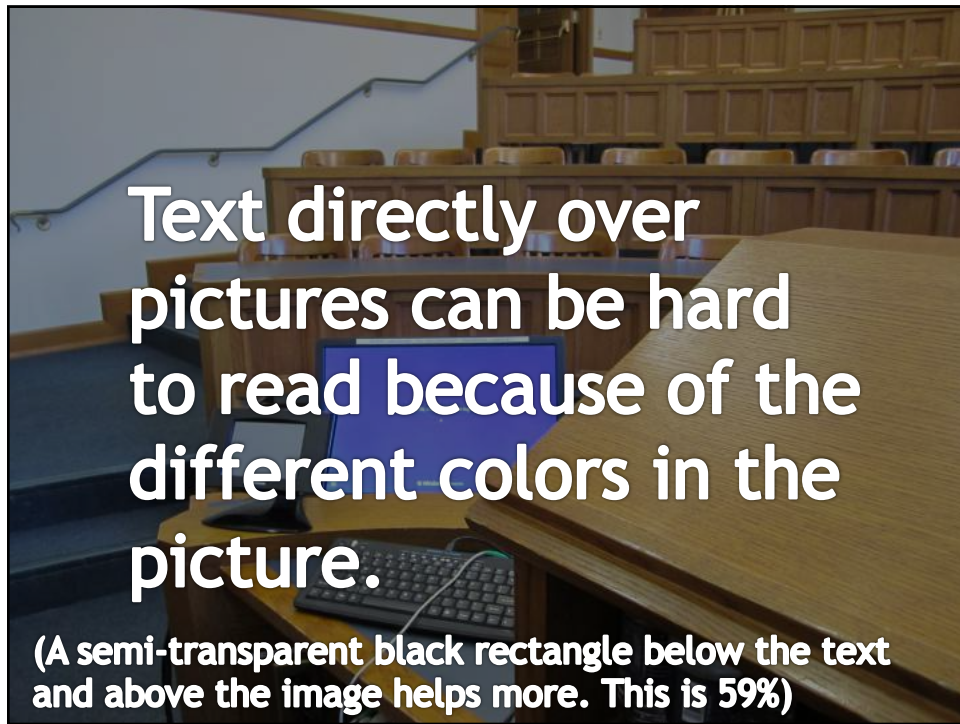 Text directly over
pictures can be hard
to read because of the
different colors in the
picture.
(A semi-transparent black rectangle below the text
and above the image helps more. This is 59%)